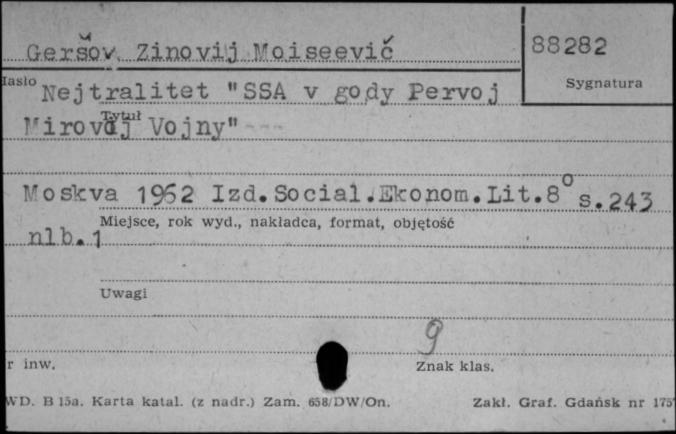 Geršov Zinovij Moiseevič
88282
Sygnatura
Hasło
Nejtralitet "SSA v gody Pervoj
Tytuł
Mirovoj Vojny"
Moskva 1962 Izd.Social.Ekonom.Lit.8° s.243
Miejsce, rok wyd., nakładca, format, objętość
nlb.1
Uwagi
9
r inw.
Znak klas.
WD. B 15a. Karta katal. (z nadr.) Zam. 658/DW/On.
Zakł. Graf. Gdańsk nr 175